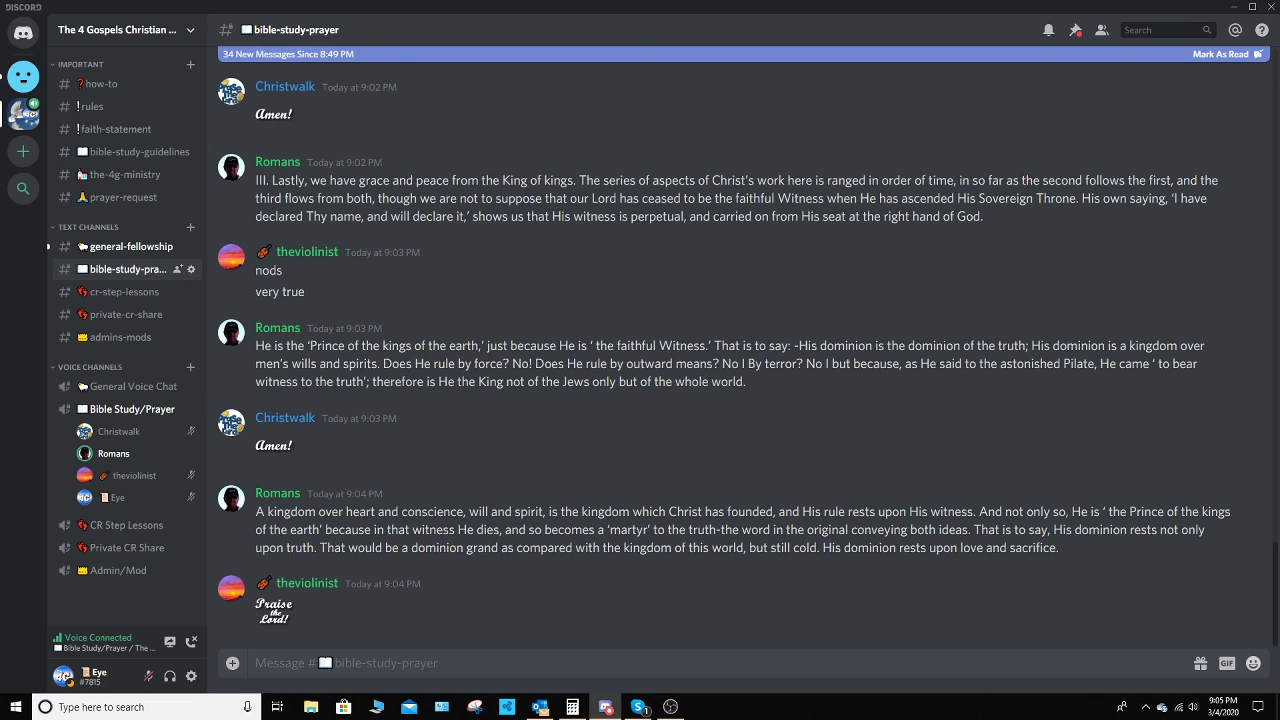 DISCORD
The 4 Gospels Christian ...
bible-study-prayer
Search
34 New Messages Since 8:49 PM
Mark As Read
IMPORTANT
how-to
rules
faith-statement
bible-study-guidelines
the-4g-ministry
prayer-request
TEXT CHANNELS
general-fellowship
bible-study-pra...
cr-step-lessons
private-cr-share
admins-mods
VOICE CHANNELS
General Voice Chat
Bible Study/Prayer
Christwalk
Romans
theviolinist
Eye
CR Step Lessons
Private CR Share
Admin/Mod
Voice Connected
Bible Study/Prayer / The ...
Eye
#7815
Christwalk Today at 9:02 PM
Amen!
Romans Today at 9:02 PM
III. Lastly, we have grace and peace from the King of kings. The series of aspects of Christ's work here is ranged in order of time, in so far as the second follows the first, and the
third flows from both, though we are not to suppose that our Lord has ceased to be the faithful Witness when He has ascended His Sovereign Throne. His own saying, 'I have
declared Thy name, and will declare it,' shows us that His witness is perpetual, and carried on from His seat at the right hand of God.
theviolinist Today at 9:03 PM
nods
very true
Romans Today at 9:03 PM
He is the 'Prince of the kings of the earth,' just because He is ' the faithful Witness.' That is to say: -His dominion is the dominion of the truth; His dominion is a kingdom over
men's wills and spirits. Does He rule by force? No! Does He rule by outward means? No I By terror? No I but because, as He said to the astonished Pilate, He came ' to bear
witness to the truth'; therefore is He the King not of the Jews only but of the whole world.
Christwalk Today at 9:03 PM
Amen!
Romans Today at 9:04 PM
A kingdom over heart and conscience, will and spirit, is the kingdom which Christ has founded, and His rule rests upon His witness. And not only so, He is ' the Prince of the kings
of the earth' because in that witness He dies, and so becomes a 'martyr' to the truth-the word in the original conveying both ideas. That is to say, His dominion rests not only
upon truth. That would be a dominion grand as compared with the kingdom of this world, but still cold. His dominion rests upon love and sacrifice.
theviolinist Today at 9:04 PM
Praise
the
Lord!
Message # bible-study-prayer
GIF
Type here to search
9:05 PM
3/4/2020